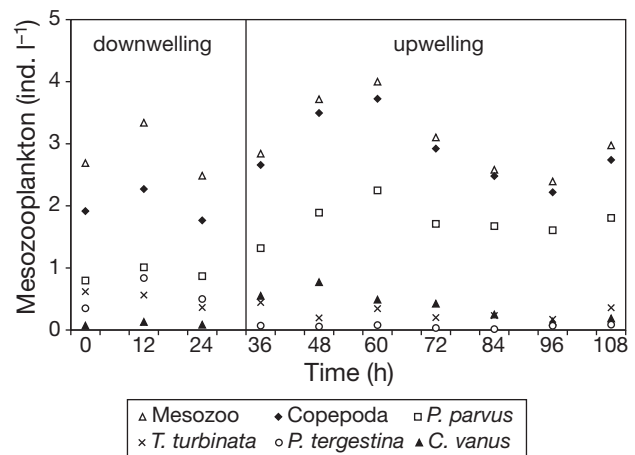 downwelling
upwelling
Mesozooplankton (ind. l⁻¹)
5
4
3
2
1
0
0 12 24 36 48 60 72 84 96 108
Time (h)
Mesozoo Copepoda P. parvus
T. turbinata P. tergestina C. vanus